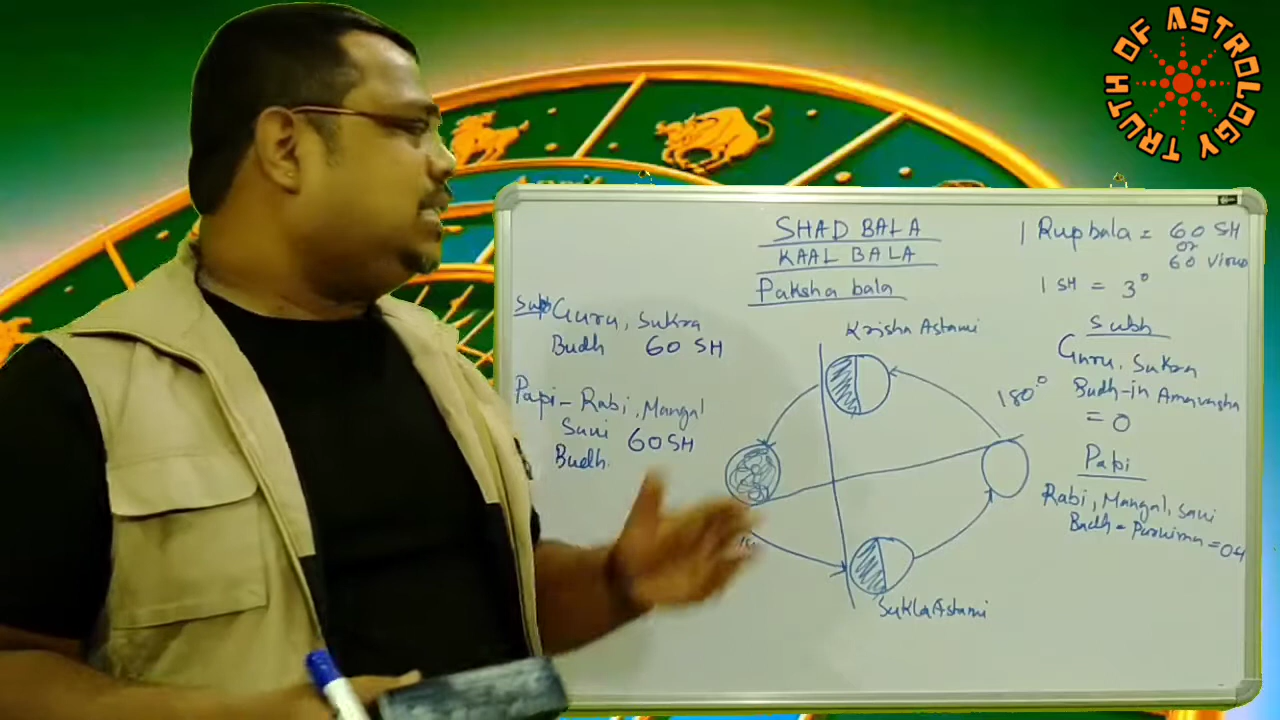 TRUTH OF ASTROLOGY
SHAD BALA
KAAL BALA
Paksha bala
1 Rupbala = 60 SH
or
60 Virup
1 SH = 3°
Subh
Guru, Sukra
Budh-in Amavasha
= 0
Papi
Rabi, Mangal, Sani
Budh - Purnima = 0
Subh Guru, Sukra
Budh 60 SH
Papi - Rabi, Mangal
Sani 60 SH
Budh.
Krisha Astami
180°
Sukla Astami